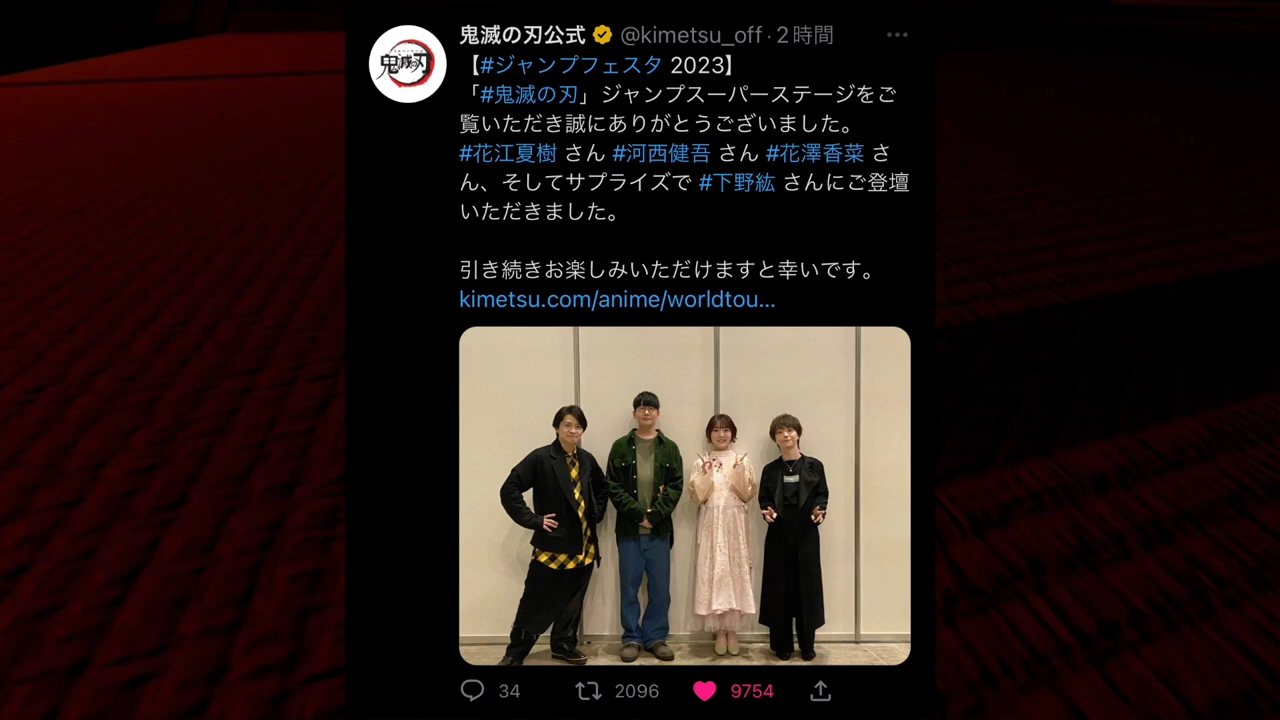 鬼滅の刃公式 @kimetsu_off·2時間
鬼滅の刃
【#ジャンプフェスタ 2023】
「#鬼滅の刃」ジャンプスーパーステージをご
覧いただき誠にありがとうございました。
#花江夏樹 さん #河西健吾 さん #花澤香菜 さ
ん、そしてサプライズで #下野紘 さんにご登壇
いただきました。
引き続きお楽しみいただけますと幸いです。
kimetsu.com/anime/worldtou...
34 2096 9754